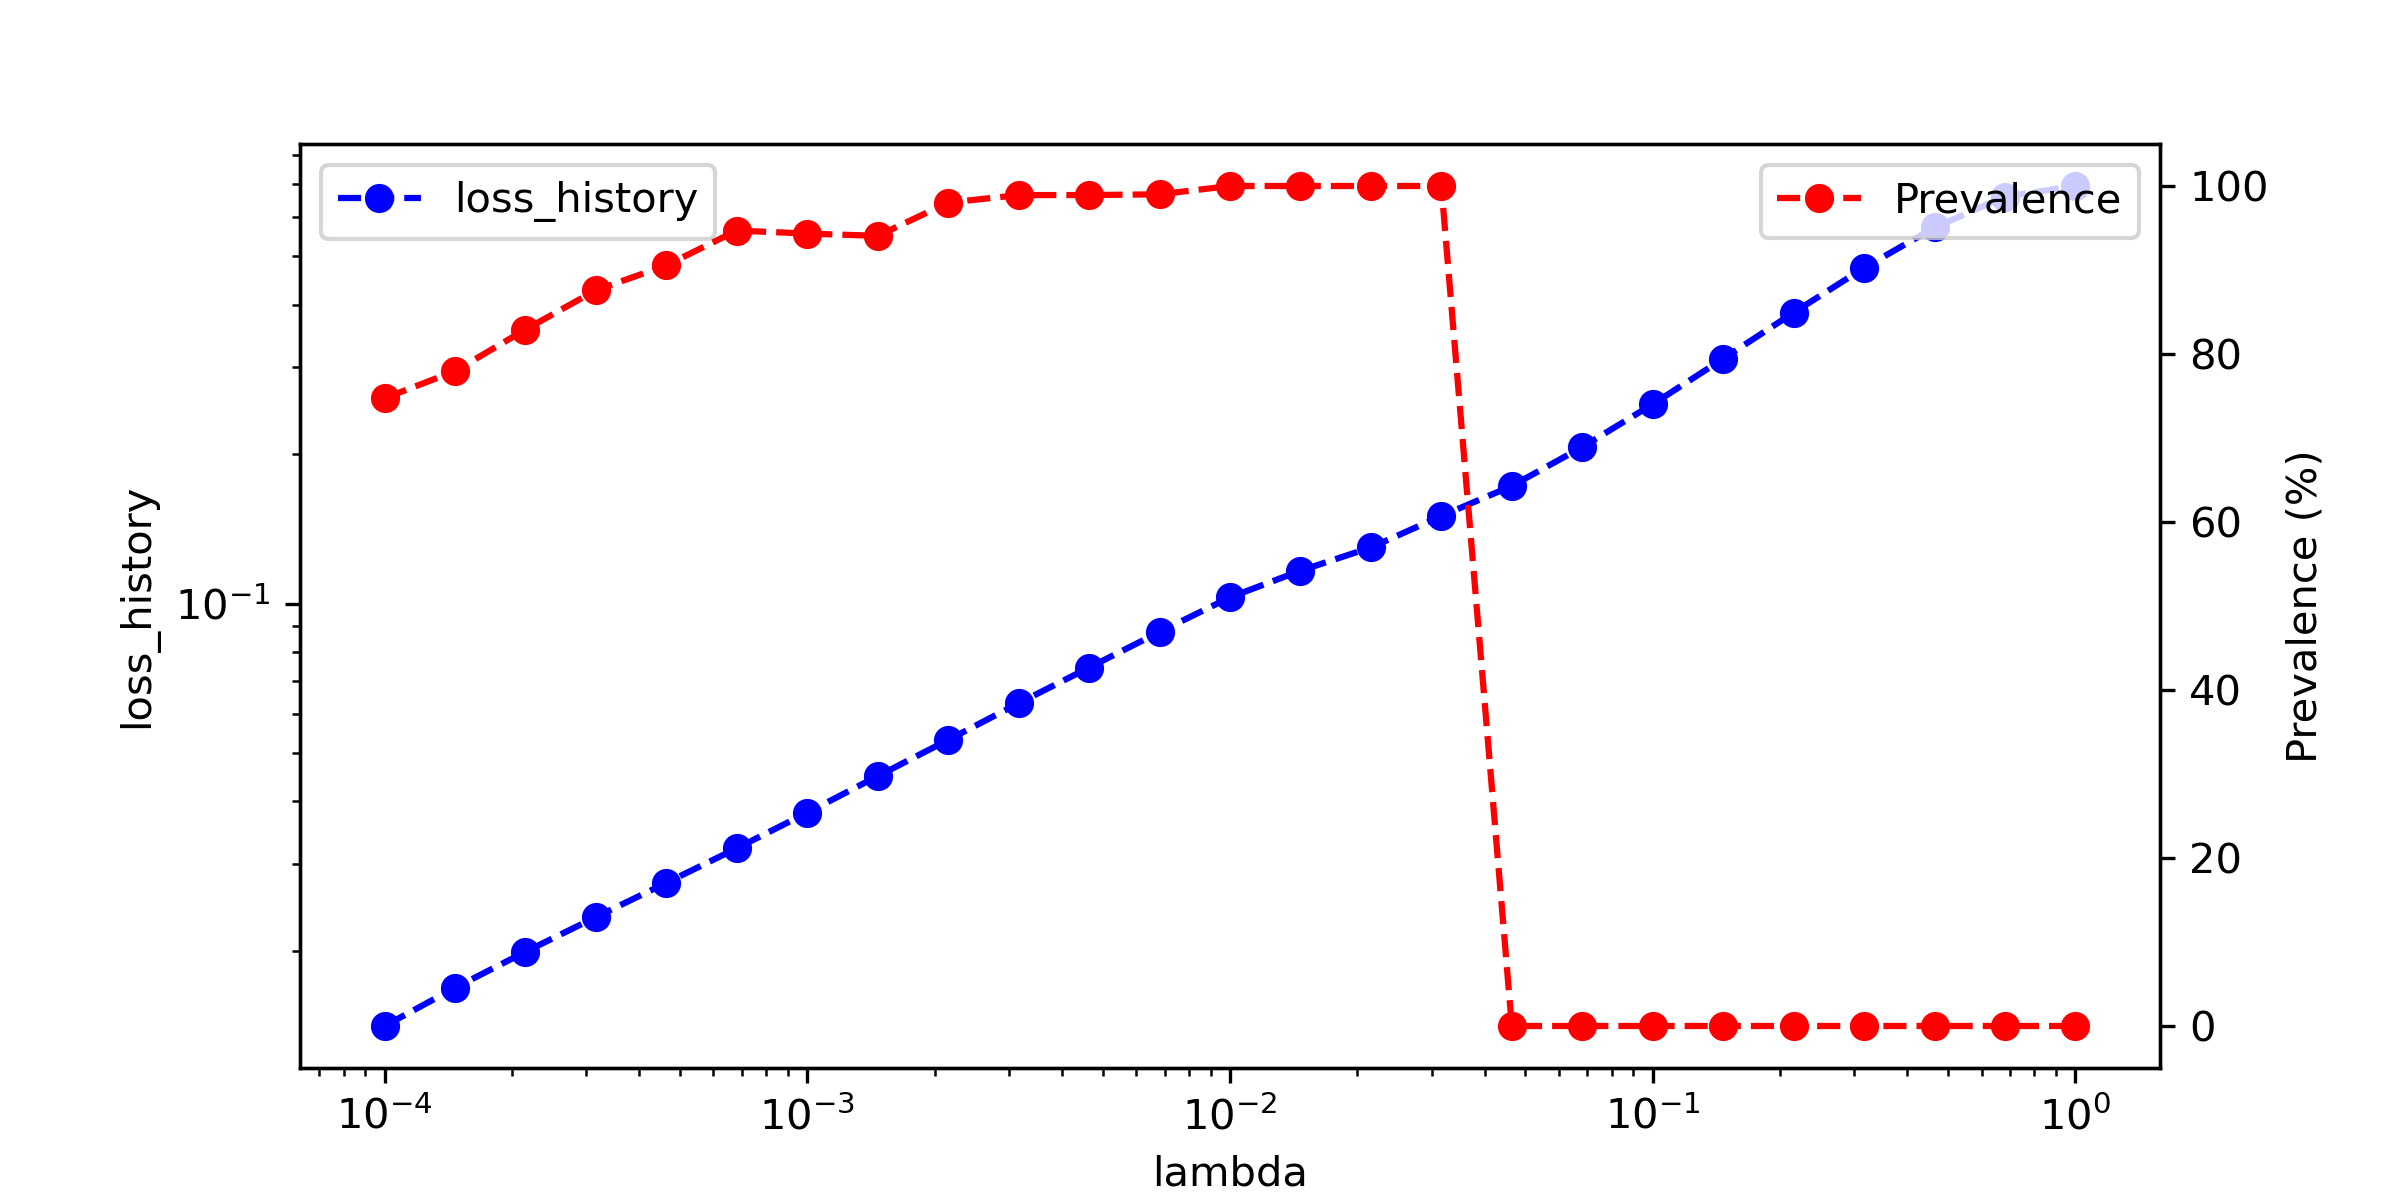 loss_history
Prevalence
100
80
60
40
20
0
10⁻¹
loss_history
Prevalence (%)
10⁻⁴ 10⁻³ 10⁻² 10⁻¹ 10⁰
lambda